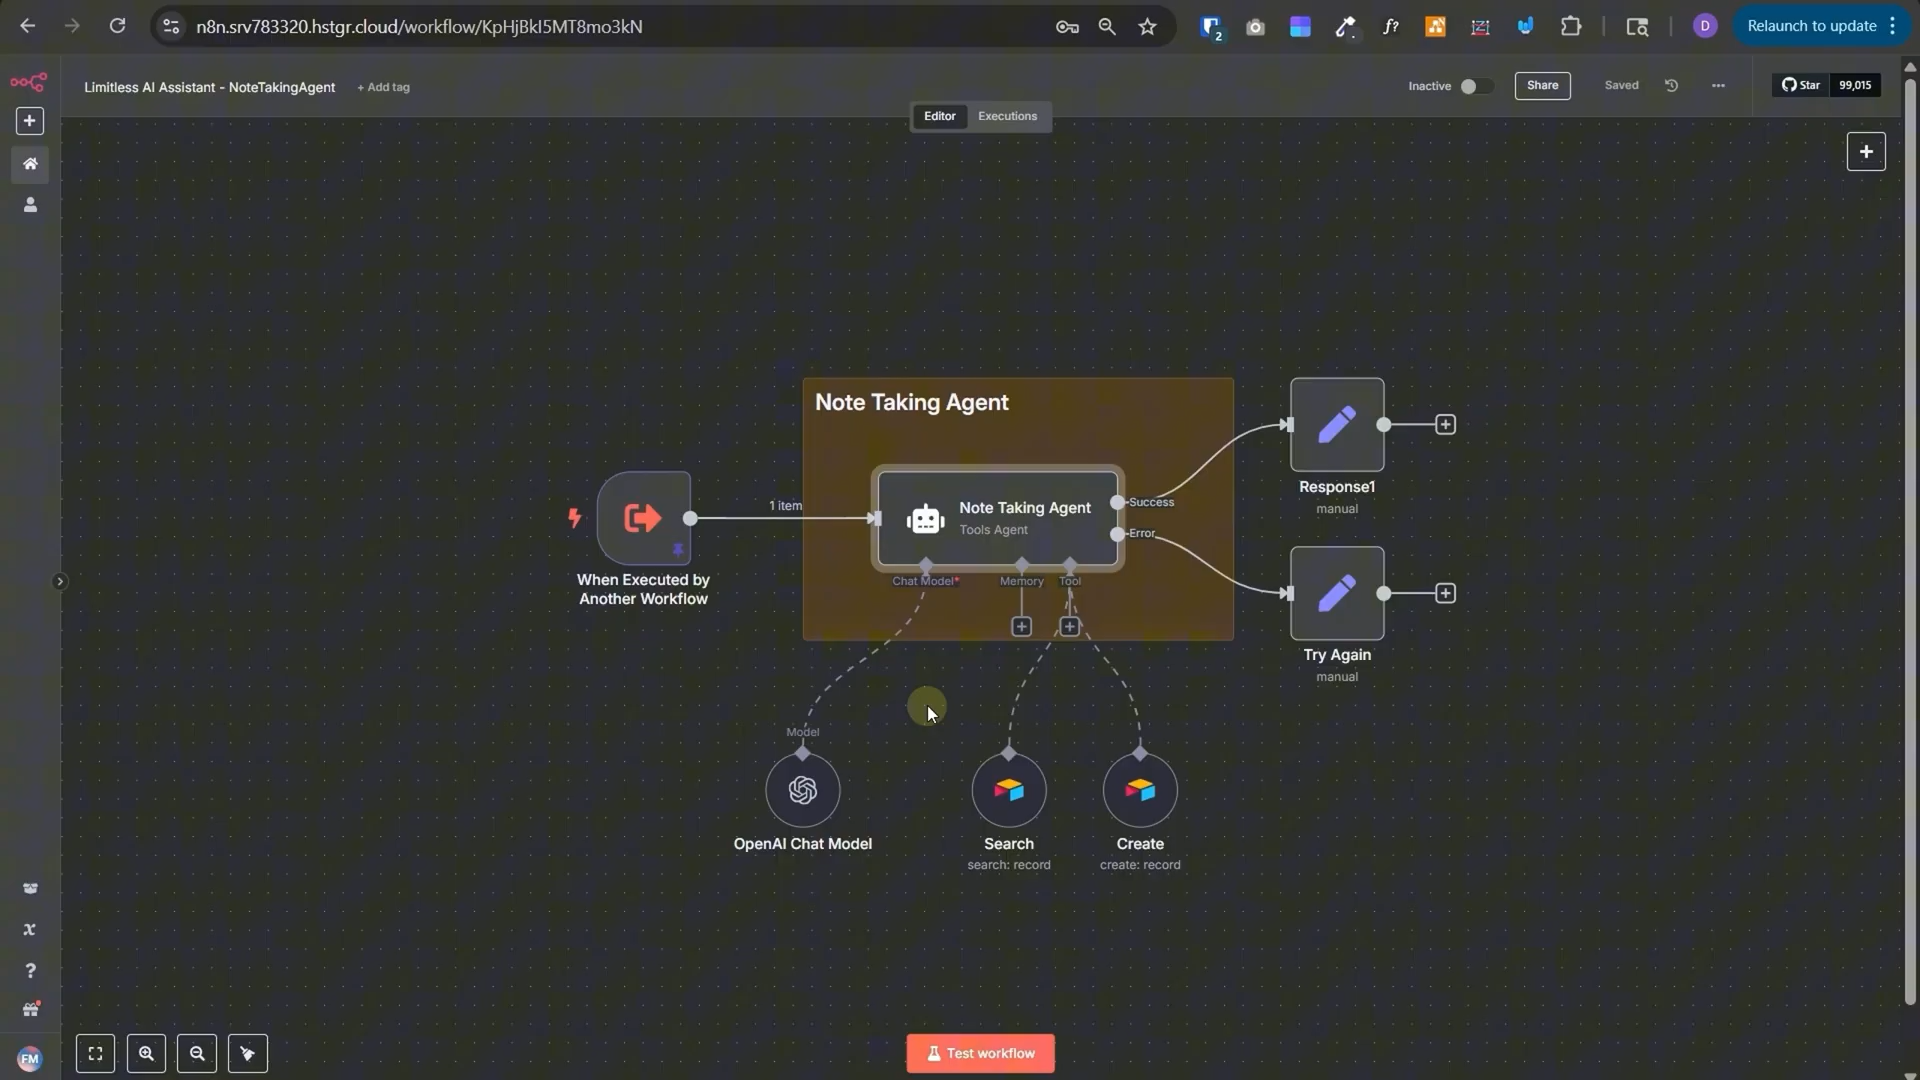 n8n.srv783320.hstgr.cloud/workflow/KpHjBkI5MT8mo3kN
2
f?
D
Relaunch to update
Limitless AI Assistant - NoteTakingAgent
+ Add tag
Inactive
Share
Saved
Star
99,015
Editor
Executions
Note Taking Agent
1 item
Note Taking Agent
Tools Agent
Success
Error
Chat Model*
Memory
Tool
When Executed by
Another Workflow
Response1
manual
Try Again
manual
Model
OpenAI Chat Model
Search
search: record
Create
create: record
FM
Test workflow